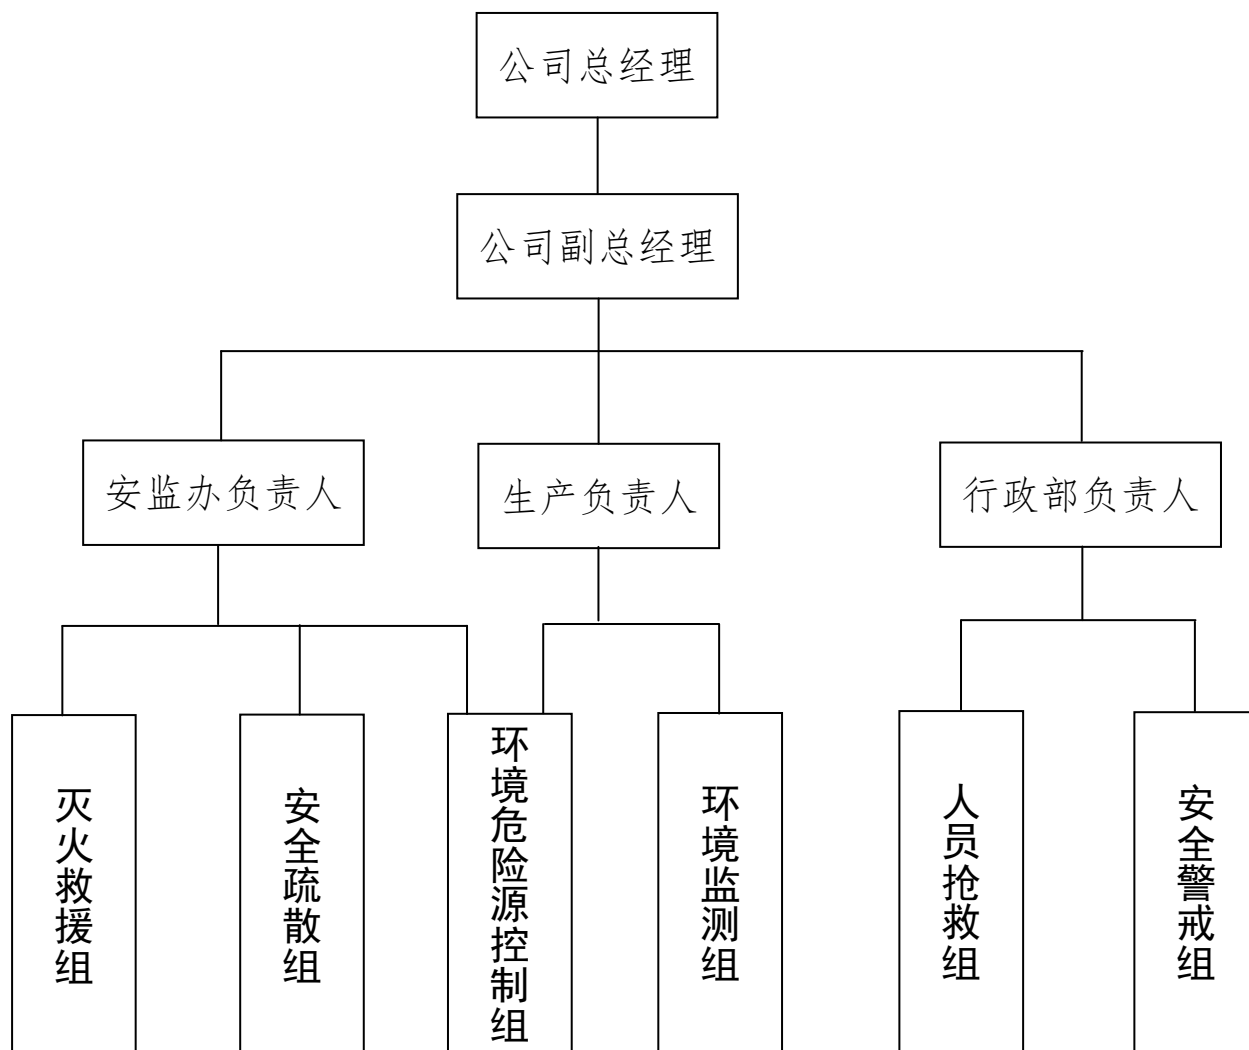 公司总经理
公司副总经理
安监办负责人
生产负责人
行政部负责人
灭火救援组
安全疏散组
环境危险源控制组
环境监测组
人员抢救组
安全警戒组